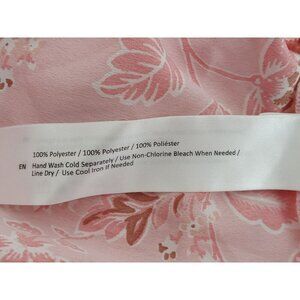 100% Polyester / 100% Polyester / 100% Poliéster
EN Hand Wash Cold Separately / Use Non-Chlorine Bleach When Needed /
Line Dry / Use Cool Iron If Needed